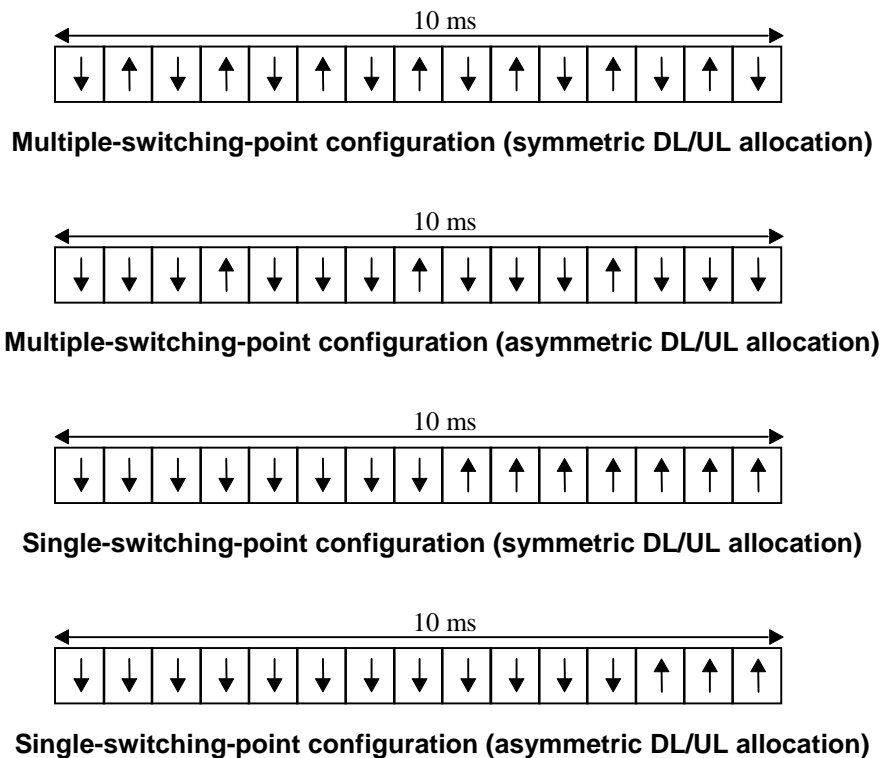 10 ms
Multiple-switching-point configuration (symmetric DL/UL allocation)
10 ms
Multiple-switching-point configuration (asymmetric DL/UL allocation)
10 ms
Single-switching-point configuration (symmetric DL/UL allocation)
10 ms
Single-switching-point configuration (asymmetric DL/UL allocation)